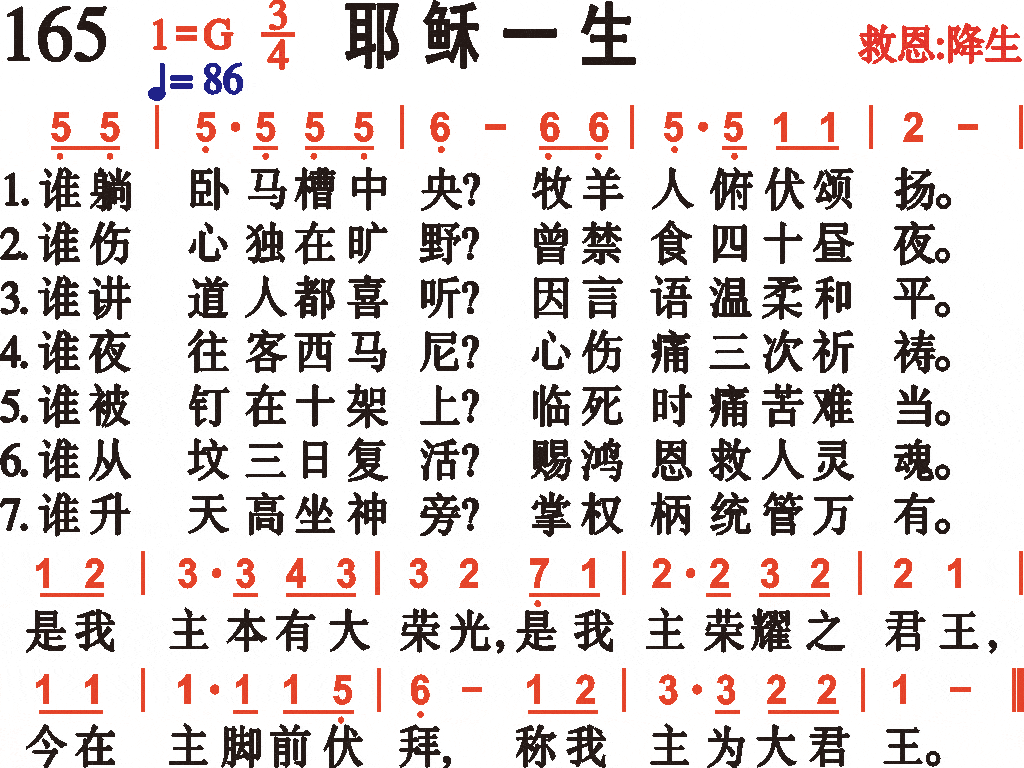 165 1=G 3/4 耶稣一生 救恩:降生
♩= 86
5 5 | 5 · 5 5 5 | 6 - 6 6 | 5 · 5 1 1 | 2 - |
1. 谁躺 卧马槽中央? 牧羊人俯伏颂扬。
2. 谁伤 心独在旷野? 曾禁食四十昼夜。
3. 谁讲 道人都喜听? 因言语温柔和平。
4. 谁夜 往客西马尼? 心伤痛三次祈祷。
5. 谁被 钉在十架上? 临死时痛苦难当。
6. 谁从 坟三日复活? 赐鸿恩救人灵魂。
7. 谁升 天高坐神旁? 掌权柄统管万有。
1 2 | 3 · 3 4 3 | 3 2 7 1 | 2 · 2 3 2 | 2 1 |
是我 主本有大荣光,是我主荣耀之君王,
1 1 | 1 · 1 1 5 | 6 - 1 2 | 3 · 3 2 2 | 1 - ‖
今在 主脚前伏拜, 称我主为大君王。